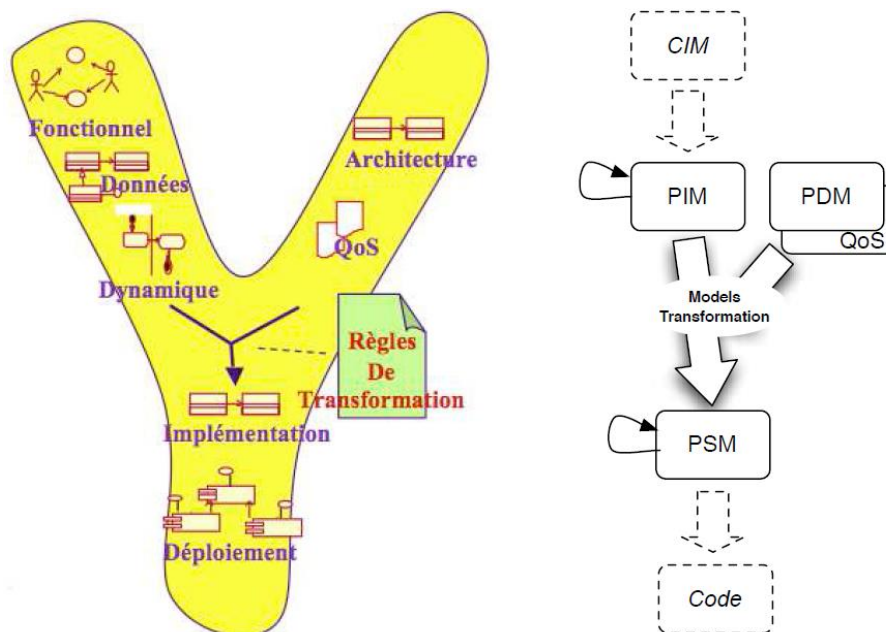 Fonctionnel
Données
Dynamique
Architecture
QoS
Règles
De
Transformation
Implémentation
Déploiement
CIM
PIM
PDM
QoS
Models
Transformation
PSM
Code